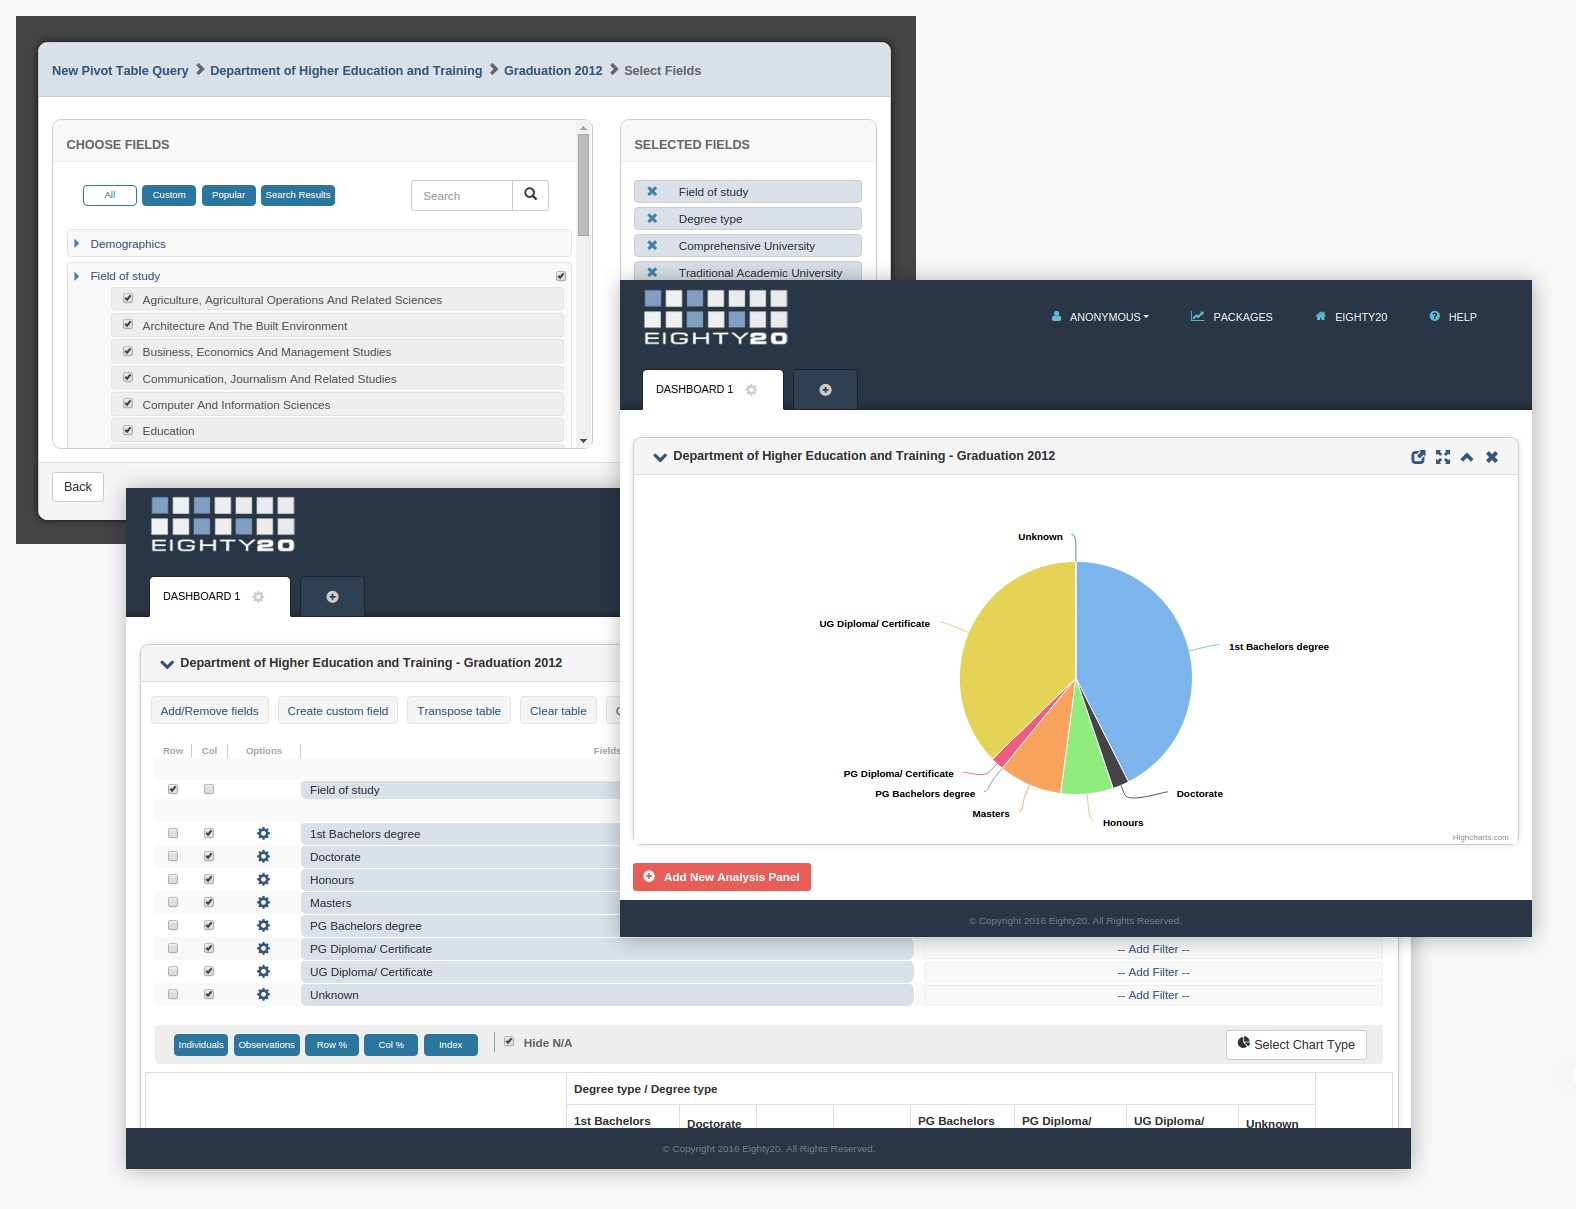 New Pivot Table Query > Department of Higher Education and Training > Graduation 2012 > Select Fields
CHOOSE FIELDS
All Custom Popular Search Results
Search
Demographics
Field of study
Agriculture, Agricultural Operations And Related Sciences
Architecture And The Built Environment
Business, Economics And Management Studies
Communication, Journalism And Related Studies
Computer And Information Sciences
Education
Back
SELECTED FIELDS
Field of study
Degree type
Comprehensive University
Traditional Academic University
EIGHTY20
ANONYMOUS PACKAGES EIGHTY20 HELP
DASHBOARD 1
Department of Higher Education and Training - Graduation 2012
Unknown
UG Diploma/ Certificate
1st Bachelors degree
PG Diploma/ Certificate
PG Bachelors degree
Doctorate
Masters
Honours
Highcharts.com
Add New Analysis Panel
© Copyright 2016 Eighty20. All Rights Reserved.
EIGHTY20
DASHBOARD 1
Department of Higher Education and Training - Graduation 2012
Add/Remove fields Create custom field Transpose table Clear table
Row Col Options Fields
Field of study
1st Bachelors degree
Doctorate
Honours
Masters
PG Bachelors degree
PG Diploma/ Certificate -- Add Filter --
UG Diploma/ Certificate -- Add Filter --
Unknown -- Add Filter --
Individuals Observations Row % Col % Index Hide N/A Select Chart Type
Degree type / Degree type
1st Bachelors Doctorate PG Bachelors PG Diploma/ UG Diploma/ Unknown
© Copyright 2016 Eighty20. All Rights Reserved.